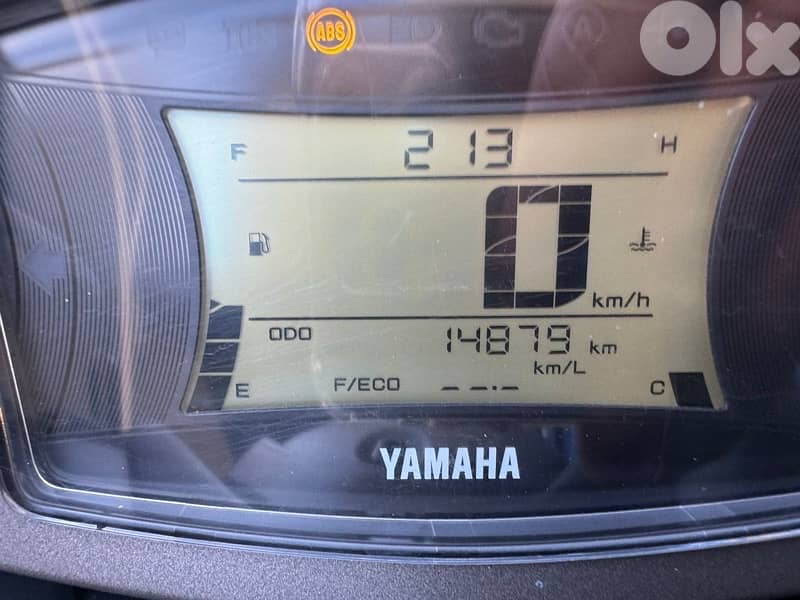 ABS
OLX
F 213 H
0 km/h
ODO 14879 km
km/L
E F/ECO --.- C
YAMAHA